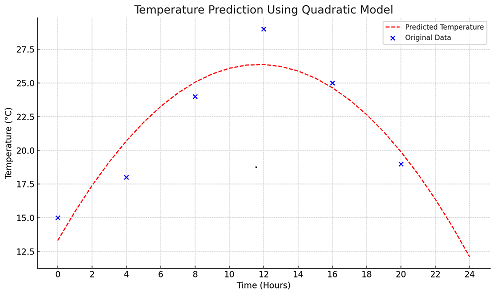 Temperature Prediction Using Quadratic Model
Predicted Temperature
Original Data
27.5
25.0
22.5
20.0
17.5
15.0
12.5
Temperature (°C)
0 2 4 6 8 10 12 14 16 18 20 22 24
Time (Hours)